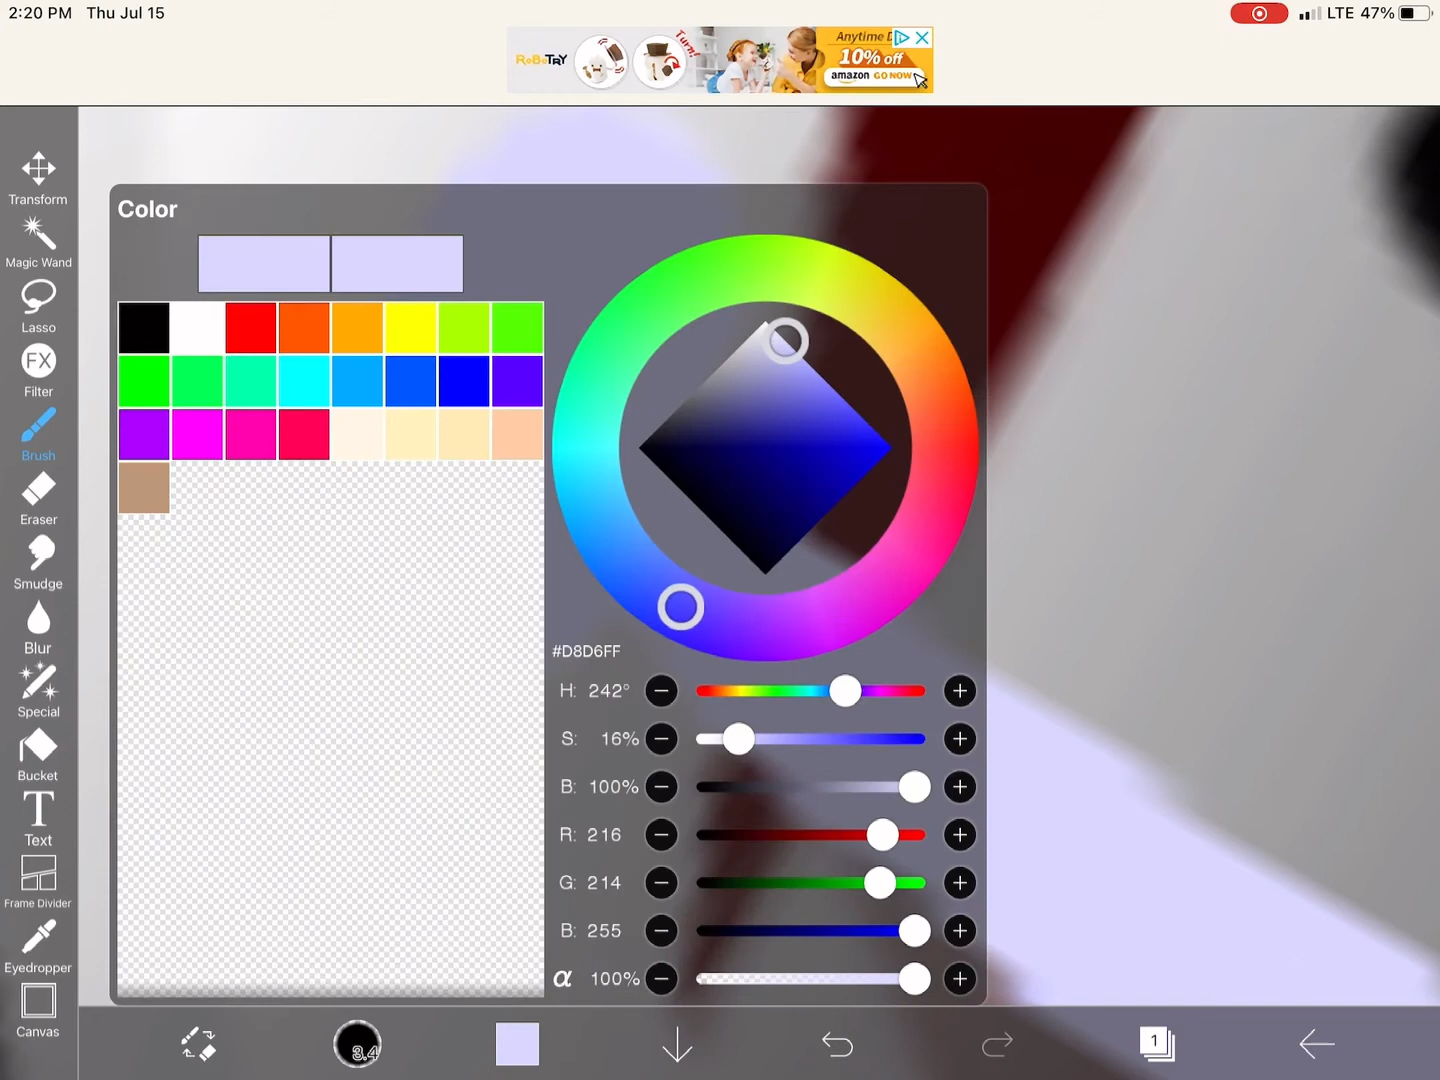 2:20 PM Thu Jul 15
LTE 47%
RoBoTRY
Turn!
10% off
amazon GO NOW
Transform
Magic Wand
Lasso
FX
Filter
Brush
Eraser
Smudge
Blur
Special
Bucket
T
Text
Frame Divider
Eyedropper
Canvas
Color
#D8D6FF
H: 242°
S: 16%
B: 100%
R: 216
G: 214
B: 255
α 100%
3.4
1